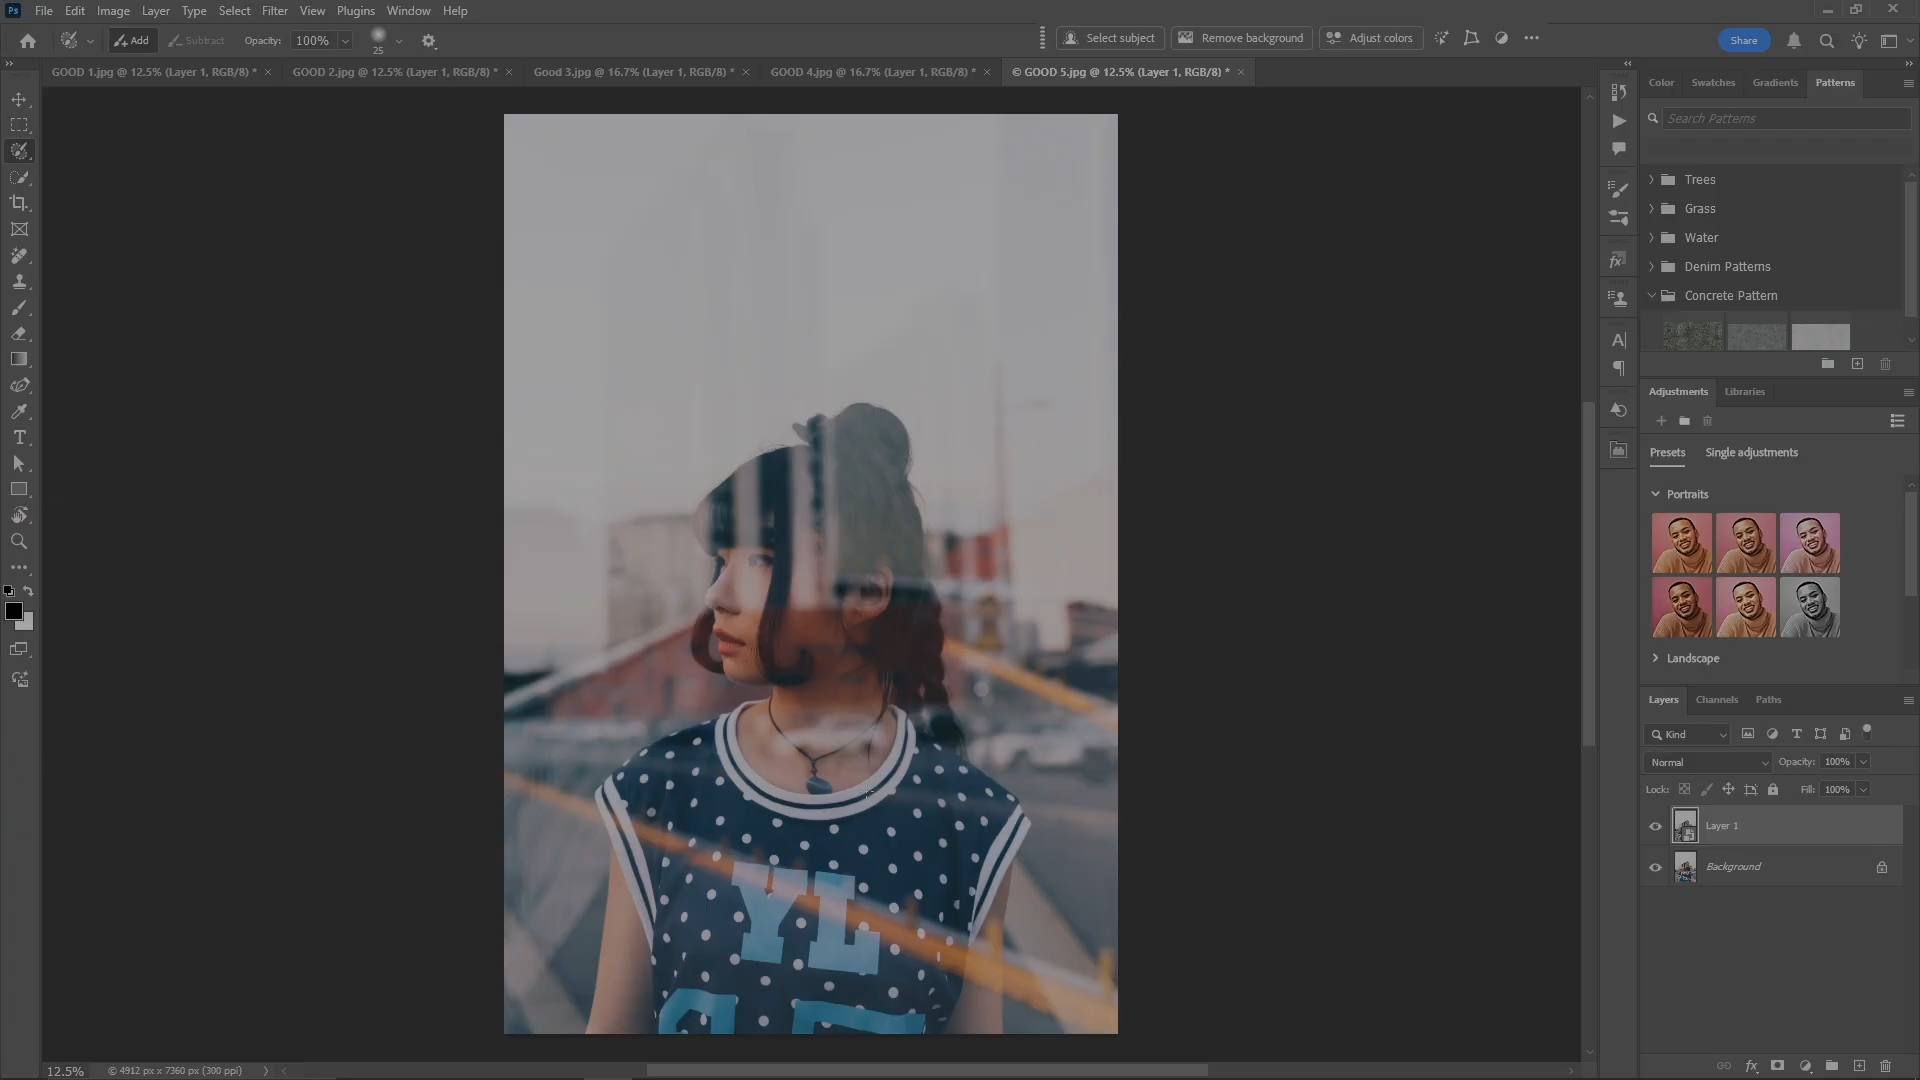 Ps File Edit Image Layer Type Select Filter View Plugins Window Help
Add Subtract Opacity: 100% 25 Select subject Remove background Adjust colors Share
GOOD 1.jpg @ 12.5% (Layer 1, RGB/8) * × GOOD 2.jpg @ 12.5% (Layer 1, RGB/8) * × Good 3.jpg @ 16.7% (Layer 1, RGB/8) * × GOOD 4.jpg @ 16.7% (Layer 1, RGB/8) * × © GOOD 5.jpg @ 12.5% (Layer 1, RGB/8) * ×
Color Swatches Gradients Patterns
Search Patterns
Trees
Grass
Water
Denim Patterns
Concrete Pattern
Adjustments Libraries
Presets Single adjustments
Portraits
Landscape
Layers Channels Paths
Kind
Normal Opacity: 100%
Lock: Fill: 100%
Layer 1
Background
YL
12.5% © 4912 px x 7360 px (300 ppi)